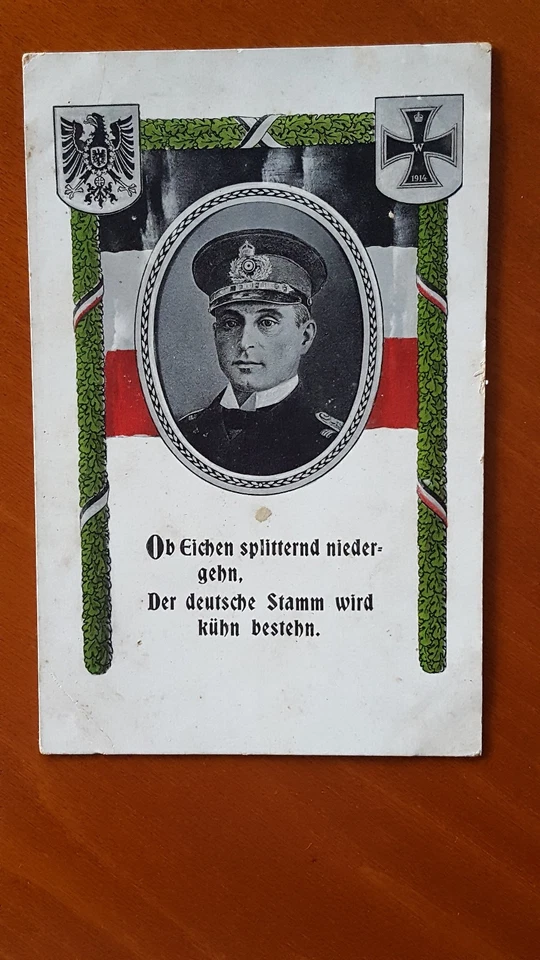 W
1914
Ob Eichen splitternd nieder-
gehn,
Der deutsche Stamm wird
kühn bestehn.